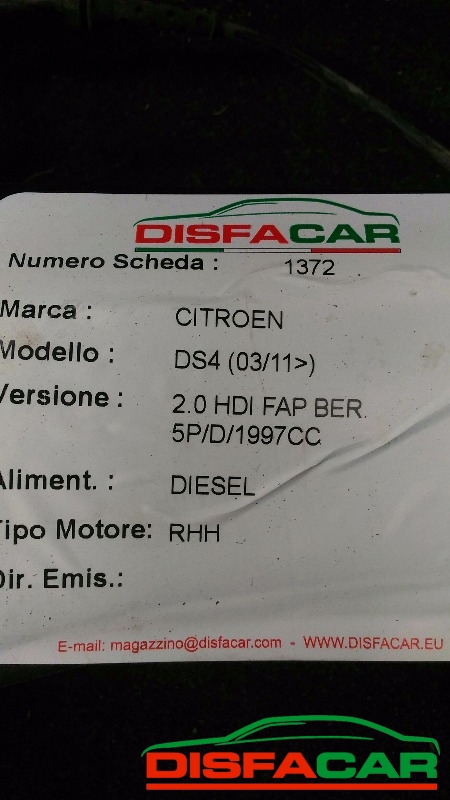 DISFACAR
Numero Scheda : 1372
Marca : CITROEN
Modello : DS4 (03/11>)
Versione : 2.0 HDI FAP BER.
5P/D/1997CC
Aliment. : DIESEL
Tipo Motore: RHH
Dir. Emis.:
E-mail: magazzino@disfacar.com - WWW.DISFACAR.EU
DISFACAR